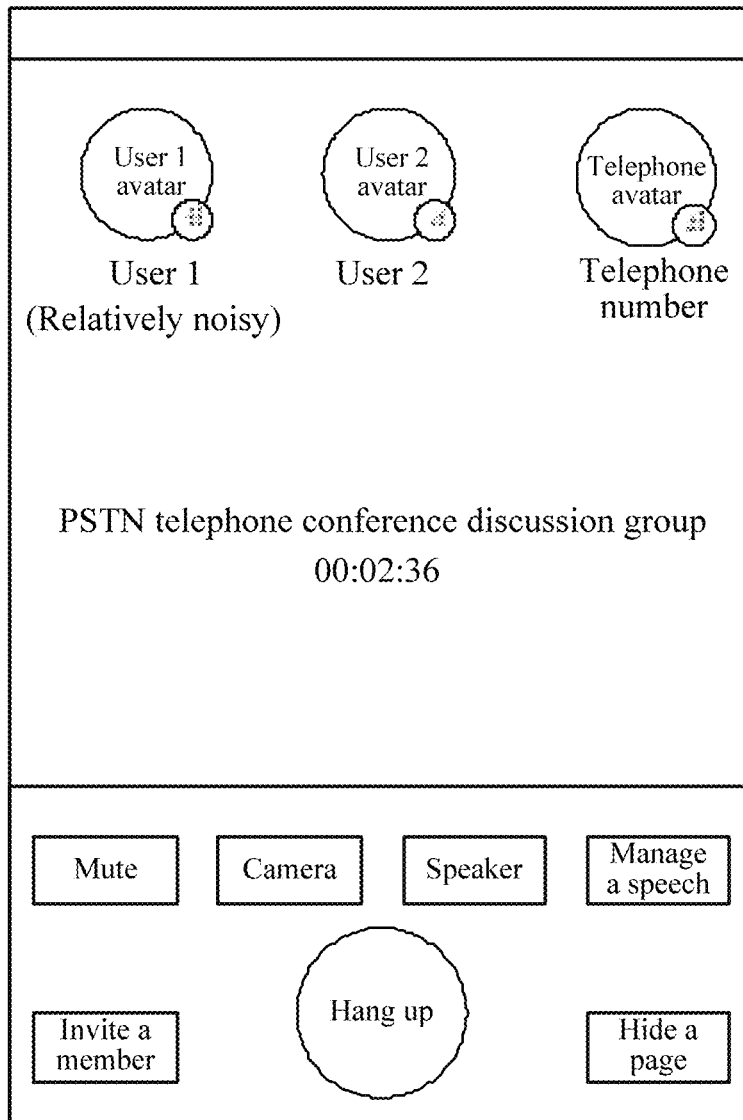 User 1
avatar
User 2
avatar
Telephone
avatar
User 1
(Relatively noisy)
User 2
Telephone
number
PSTN telephone conference discussion group
00:02:36
Mute
Camera
Speaker
Manage
a speech
Invite a
member
Hang up
Hide a
page